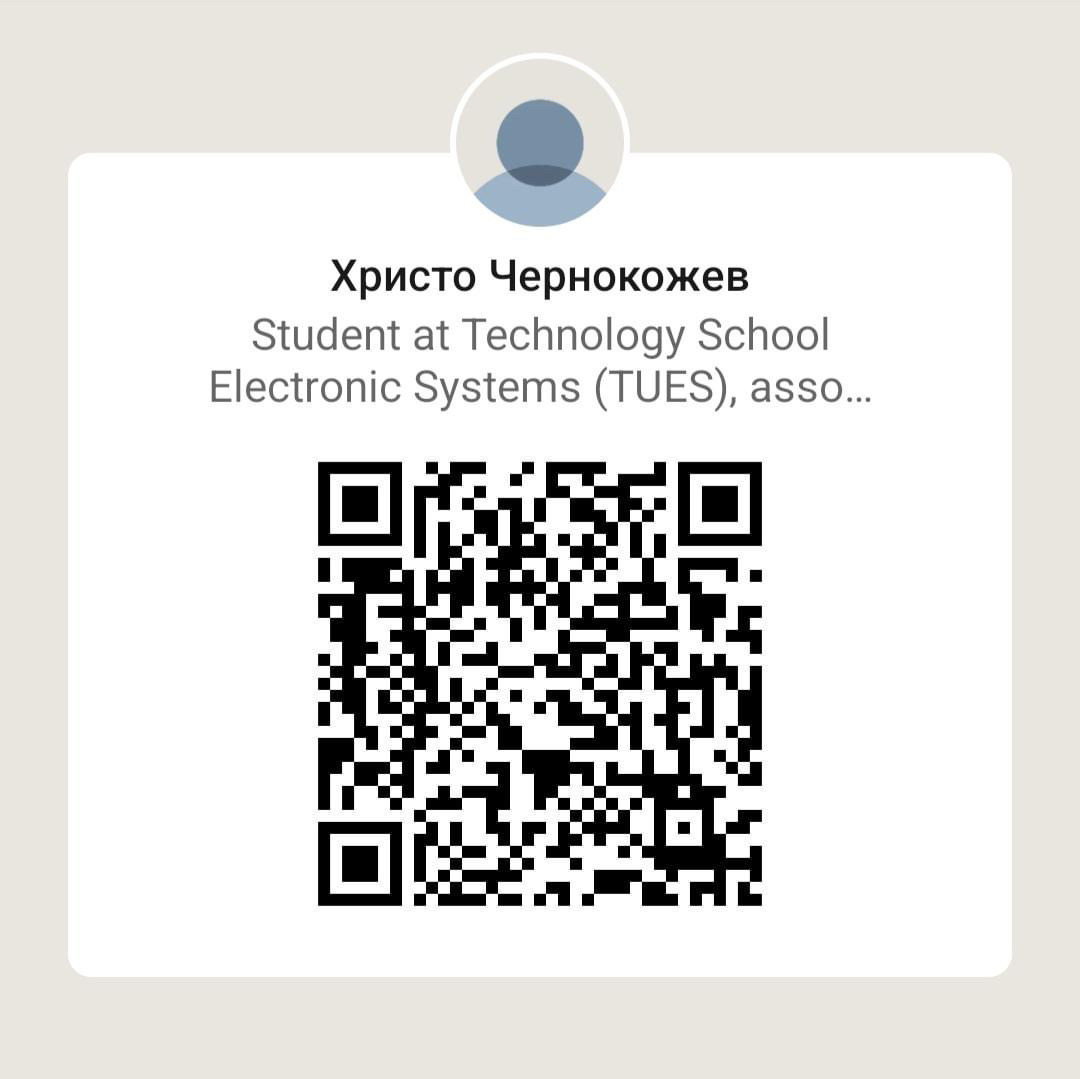 Христо Чернокожев
Student at Technology School
Electronic Systems (TUES), asso...